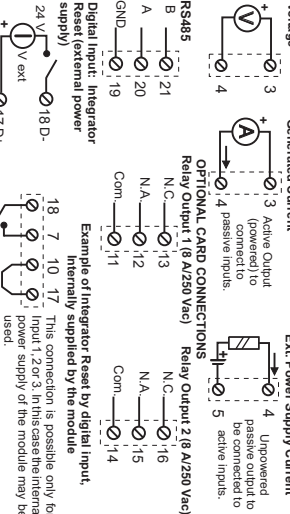 Generated Current
Ext. Power Supply Current
+
V
3
4
+
A
3
4
Active Output
(powered) to
connect to
passive inputs.
+
4
5
Unpowered
passive output to
be connected to
active inputs.
OPTIONAL CARD CONNECTIONS
RS485
B
A
GND
21
20
19
Relay Output 1 (8 A/250 Vac)
N.C.
N.A.
Com.
13
12
11
Relay Output 2 (8 A/250 Vac)
N.C.
N.A.
Com.
16
15
14
Digital Input: Integrator
Reset (external power
supply)
24 V
+
V ext
18 D-
Example of Integrator Reset by digital input,
Internally supplied by the module
18
7
10
17
This connection is possible only
Input 1,2 or 3. In this case the
power supply of the module may
used.